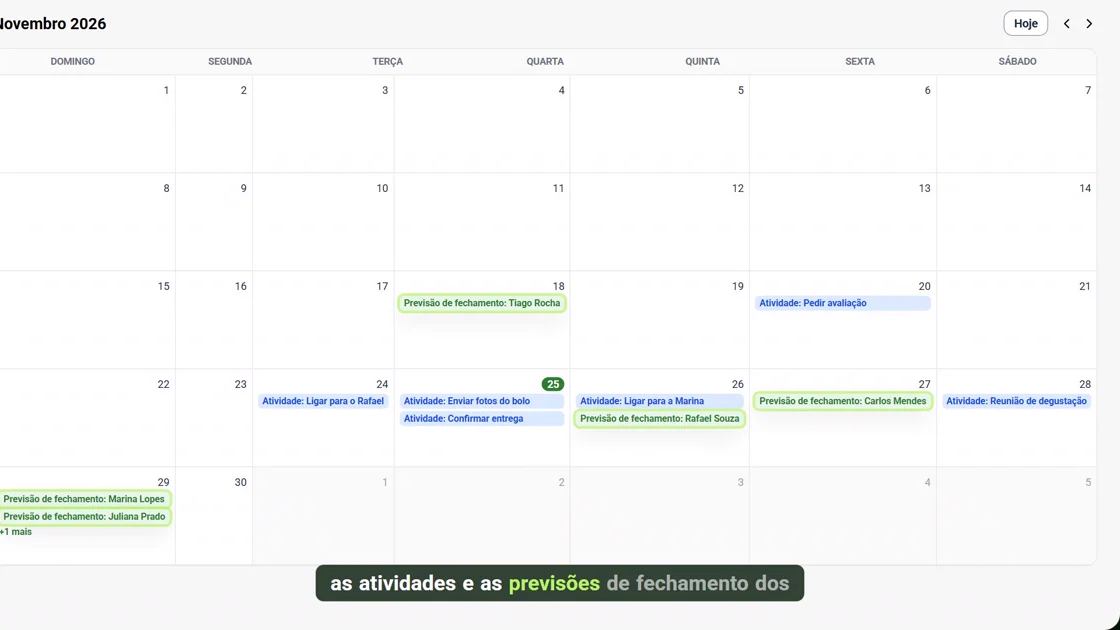 Novembro 2026
Hoje
DOMINGO SEGUNDA TERÇA QUARTA QUINTA SEXTA SÁBADO
1 2 3 4 5 6 7
8 9 10 11 12 13 14
15 16 17 18 19 20 21
Previsão de fechamento: Tiago Rocha Atividade: Pedir avaliação
22 23 24 25 26 27 28
Atividade: Ligar para o Rafael Atividade: Enviar fotos do bolo Atividade: Ligar para a Marina Previsão de fechamento: Carlos Mendes Atividade: Reunião de degustação
Atividade: Confirmar entrega Previsão de fechamento: Rafael Souza
29 30 1 2 3 4 5
Previsão de fechamento: Marina Lopes
Previsão de fechamento: Juliana Prado
+1 mais
as atividades e as previsões de fechamento dos